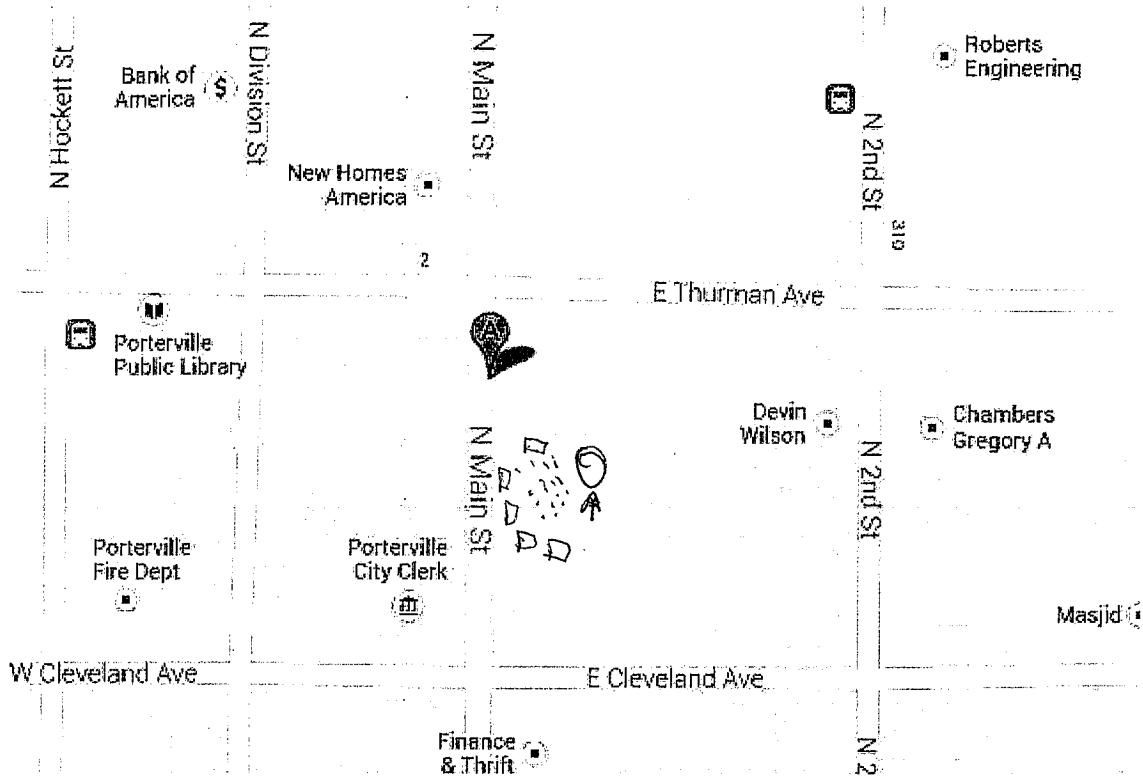 N Hockett St
Bank of
America
$
N Division St
N Main St
New Homes
America
2
Roberts
Engineering
N 2nd St
319
E Thurman Ave
Porterville
Public Library
A
N Main St
Devin
Wilson
Chambers
Gregory A
N 2nd St
Porterville
Fire Dept
Porterville
City Clerk
Masjid
W Cleveland Ave
E Cleveland Ave
Finance
& Thrift
N 2